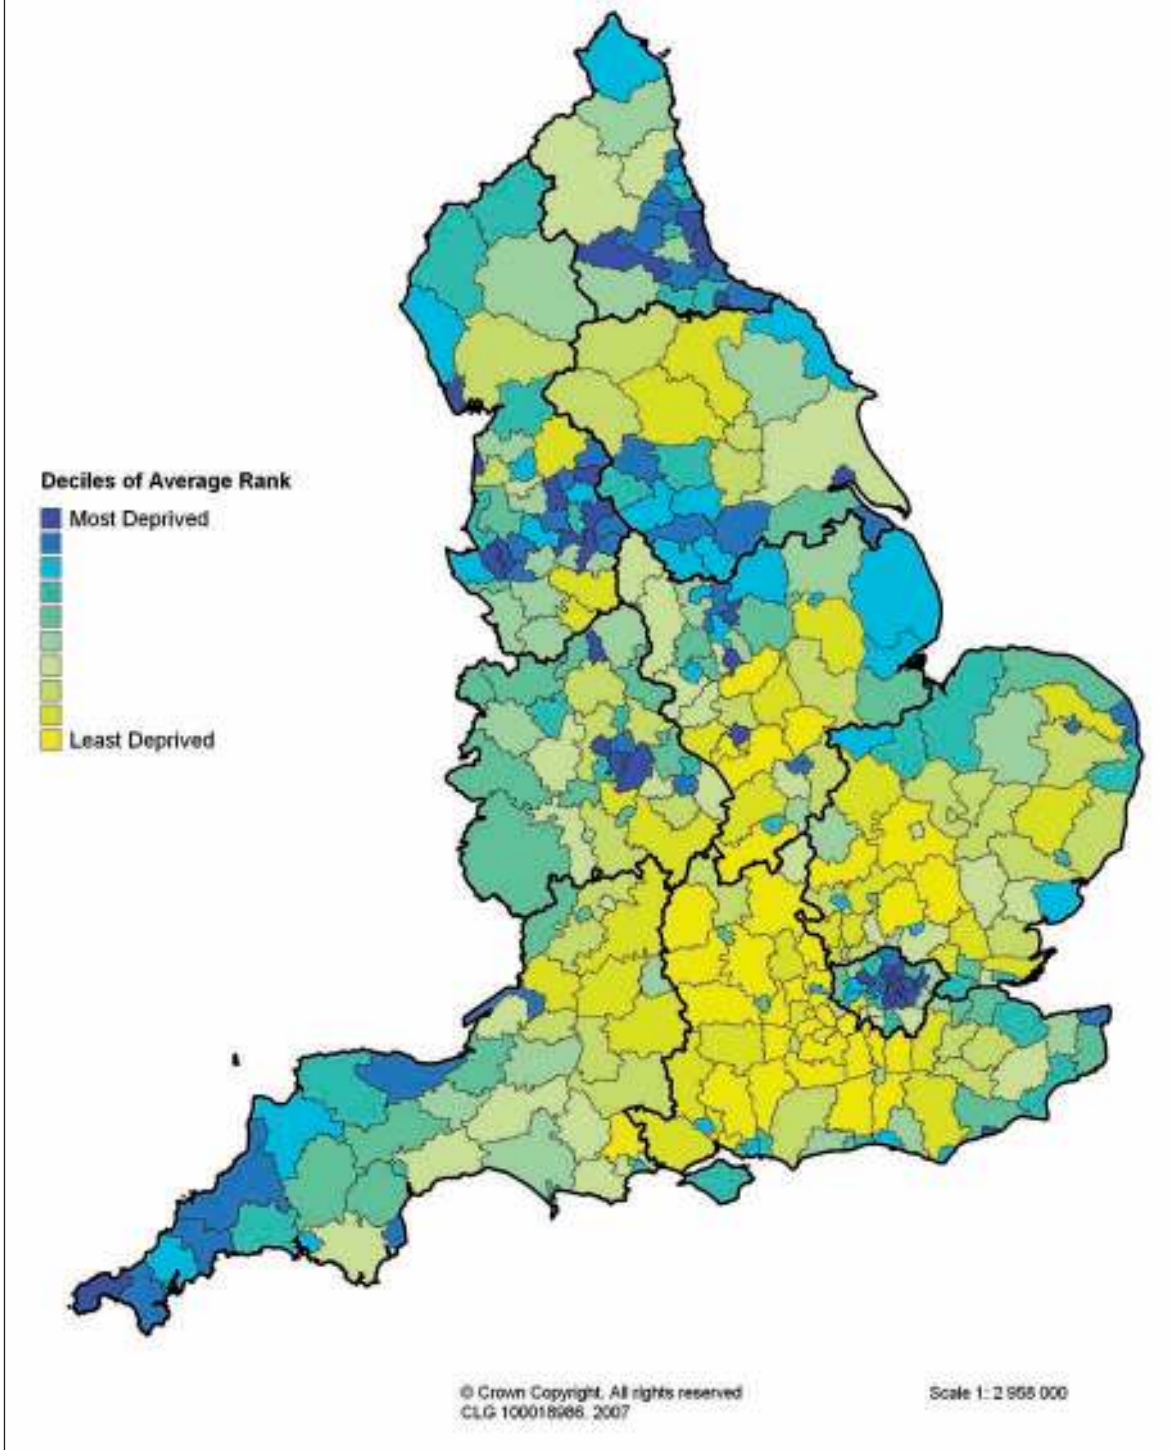 Deciles of Average Rank
Most Deprived
Least Deprived
© Crown Copyright. All rights reserved
CLG 100018986. 2007
Scale 1: 2 958 000